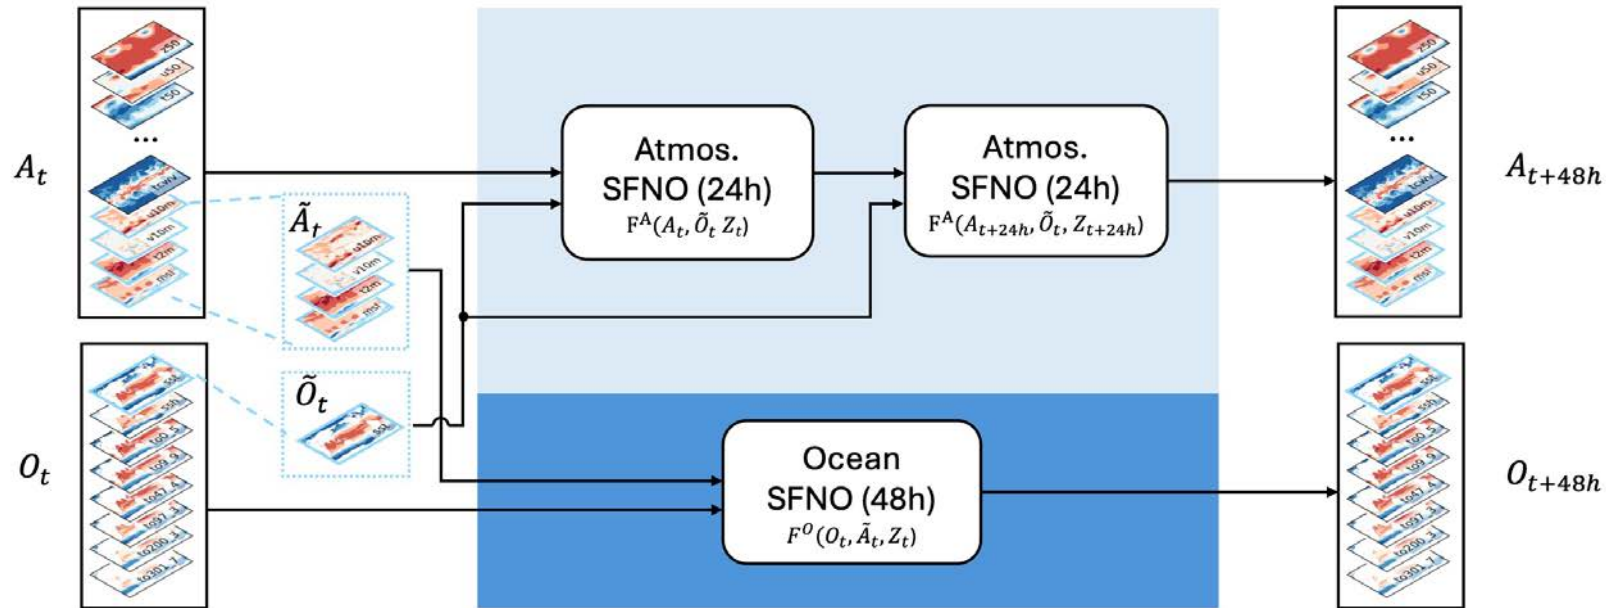 A_t
z50
u50
t50
...
tcwv
u10m
v10m
t2m
msl
Ã_t
u10m
v10m
t2m
msl
Õ_t
sst
O_t
sst
ssh
to0_5
to9_9
to47_4
to97_3
to200_3
to301_7
Atmos.
SFNO (24h)
F^A(A_t, Õ_t Z_t)
Atmos.
SFNO (24h)
F^A(A_{t+24h}, Õ_t, Z_{t+24h})
Ocean
SFNO (48h)
F^O(O_t, Ã_t, Z_t)
z50
u50
t50
...
tcwv
u10m
v10m
t2m
msl
A_{t+48h}
sst
ssh
to0_5
to9_9
to47_4
to97_3
to200_3
to301_7
O_{t+48h}